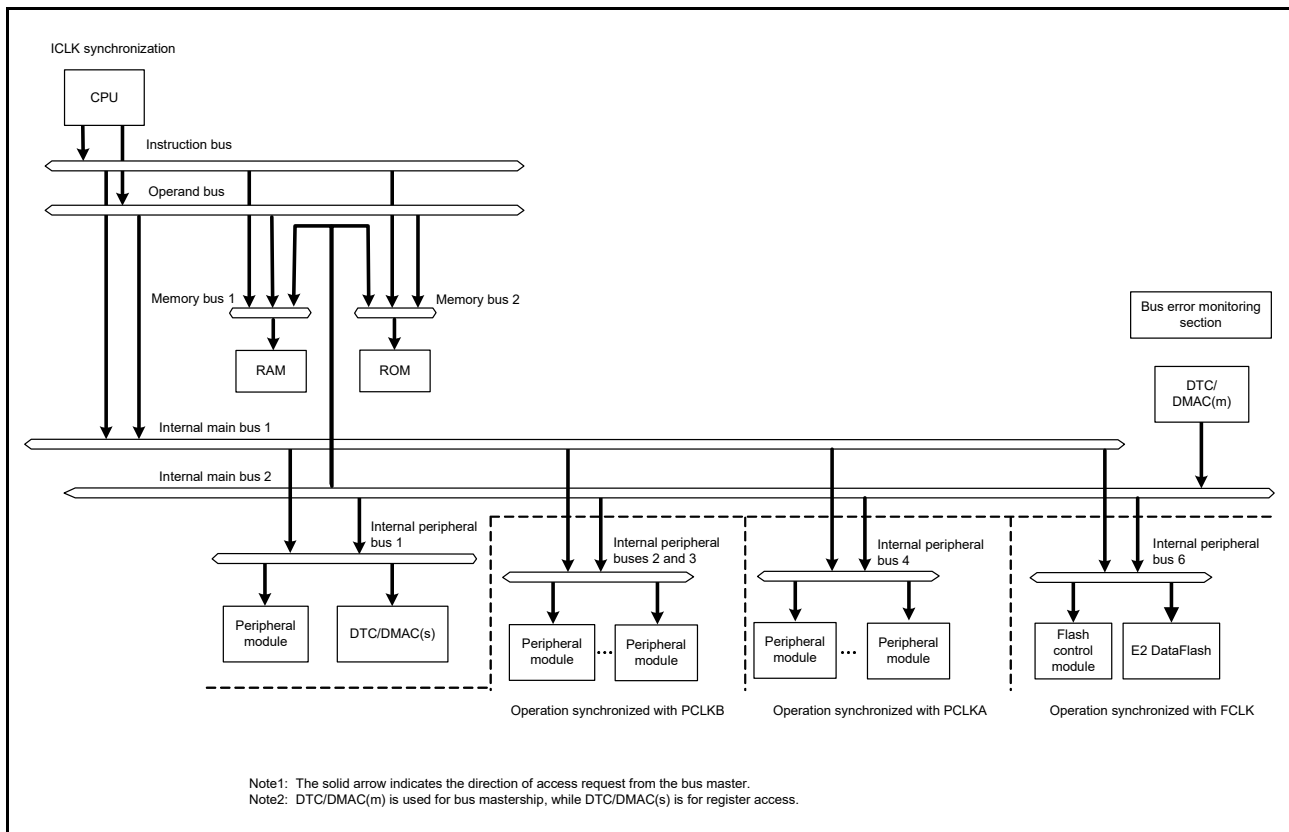 ICLK synchronization
CPU
Instruction bus
Operand bus
Memory bus 1
Memory bus 2
Bus error monitoring
section
RAM
ROM
DTC/
DMAC(m)
Internal main bus 1
Internal main bus 2
Internal peripheral
bus 1
Internal peripheral
buses 2 and 3
Internal peripheral
bus 4
Internal peripheral
bus 6
Peripheral
module
DTC/DMAC(s)
Peripheral
module
...
Peripheral
module
Peripheral
module
...
Peripheral
module
Flash
control
module
E2 DataFlash
Operation synchronized with PCLKB
Operation synchronized with PCLKA
Operation synchronized with FCLK
Note1: The solid arrow indicates the direction of access request from the bus master.
Note2: DTC/DMAC(m) is used for bus mastership, while DTC/DMAC(s) is for register access.